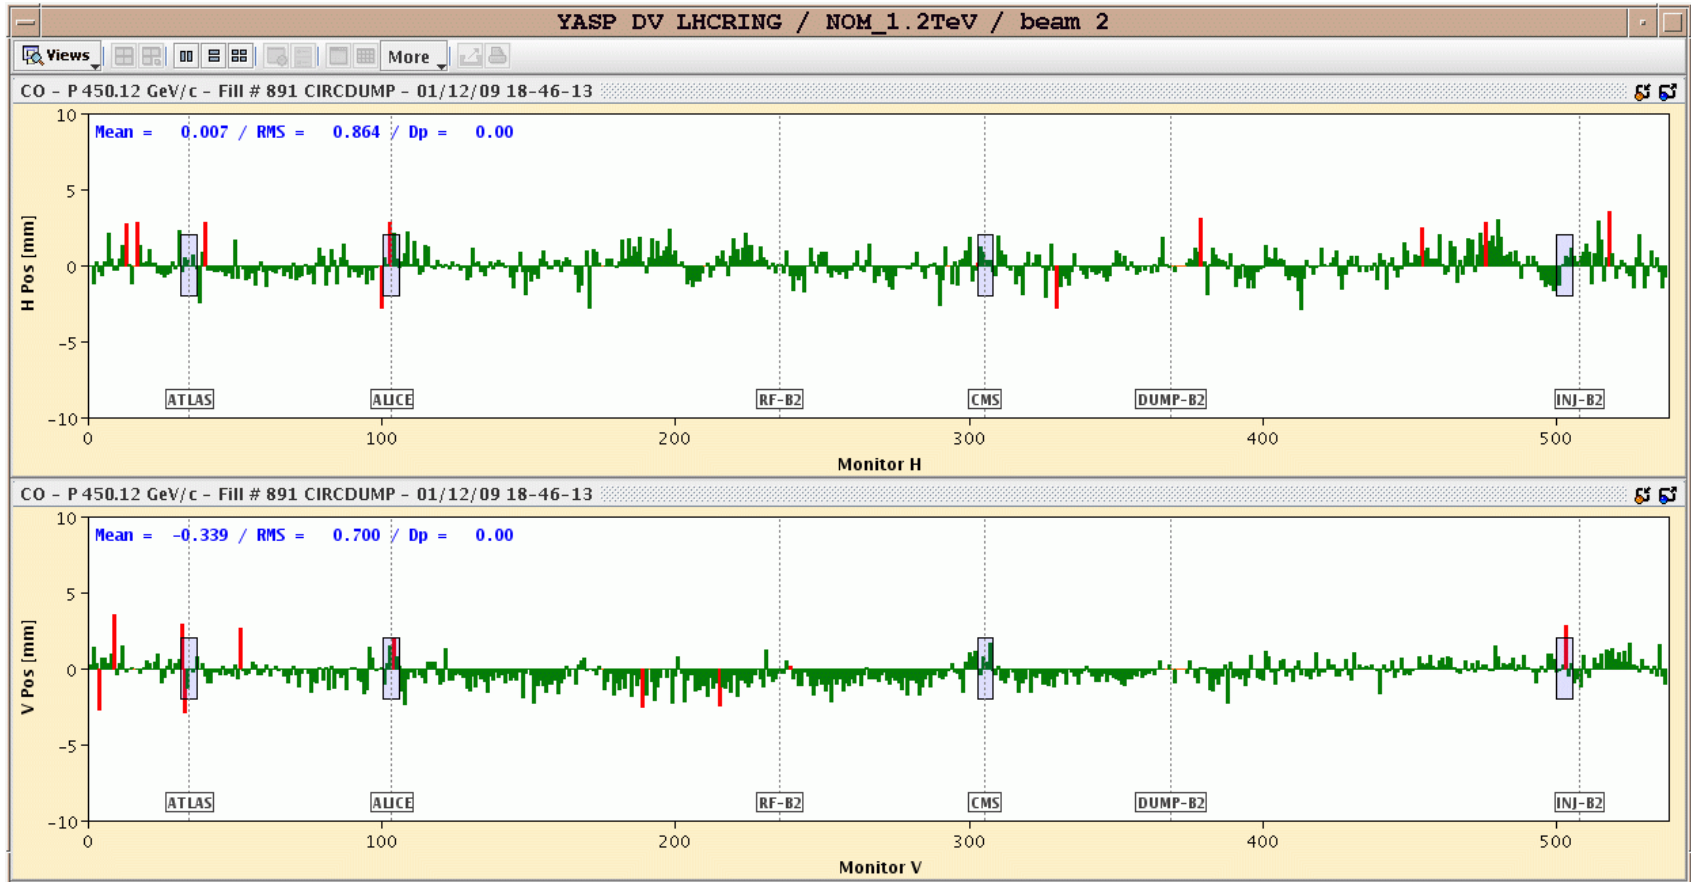 YASP DV LHCRING / NOM_1.2TeV / beam 2
Views More
CO - P 450.12 GeV/c - Fill # 891 CIRCDUMP - 01/12/09 18-46-13
Mean = 0.007 / RMS = 0.864 / Dp = 0.00
10
5
0
-5
-10
H Pos [mm]
ATLAS ALICE RF-B2 CMS DUMP-B2 INJ-B2
0 100 200 300 400 500
Monitor H
CO - P 450.12 GeV/c - Fill # 891 CIRCDUMP - 01/12/09 18-46-13
Mean = -0.339 / RMS = 0.700 / Dp = 0.00
10
5
0
-5
-10
V Pos [mm]
ATLAS ALICE RF-B2 CMS DUMP-B2 INJ-B2
0 100 200 300 400 500
Monitor V